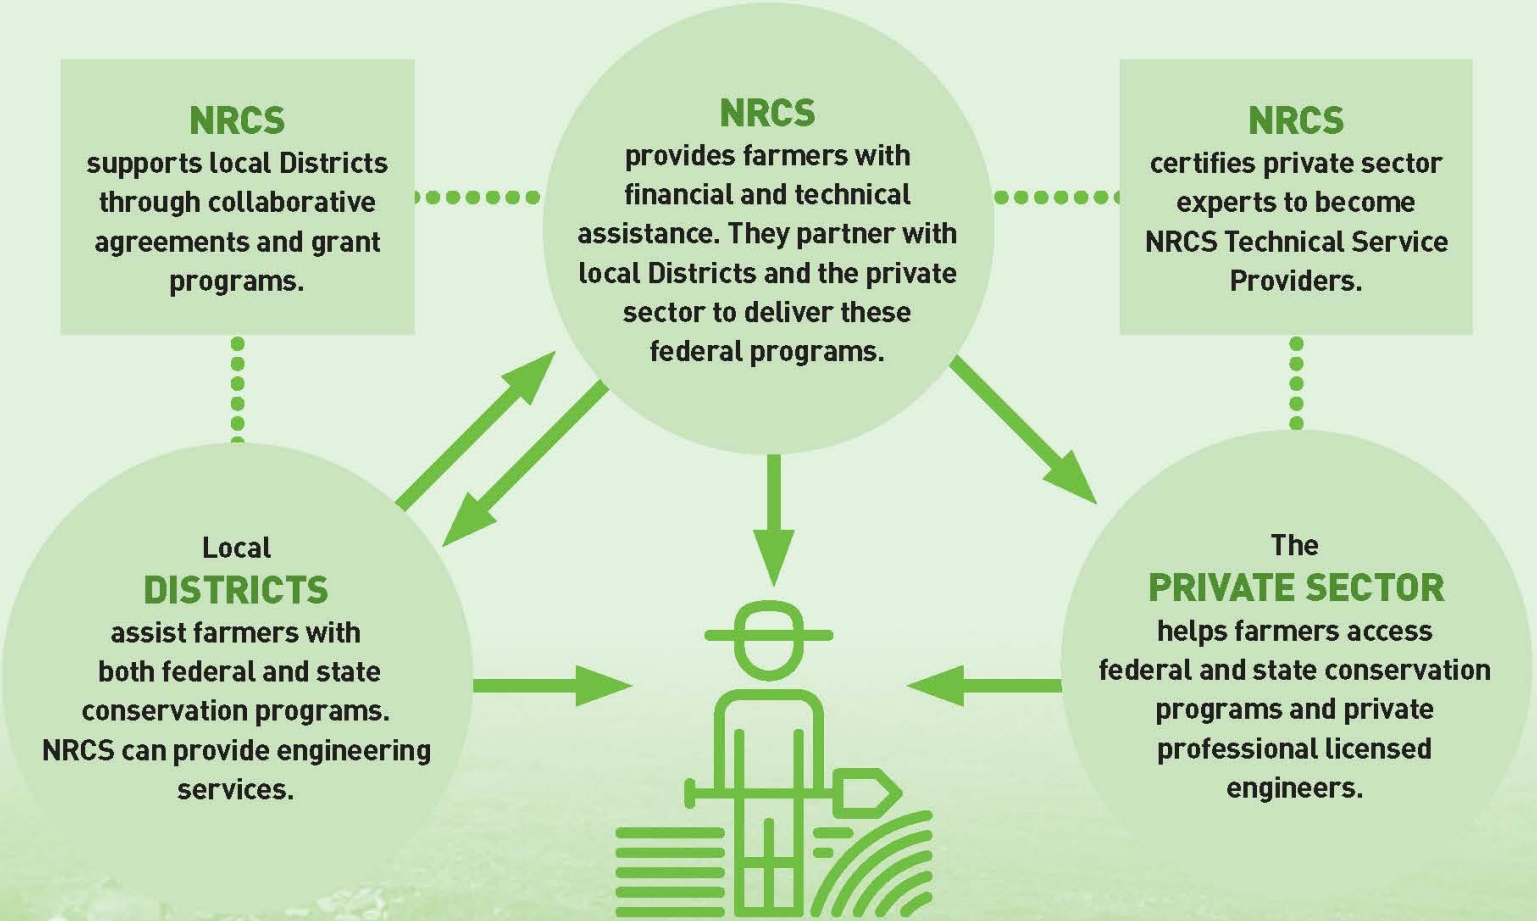 NRCS
supports local Districts
through collaborative
agreements and grant
programs.
NRCS
provides farmers with
financial and technical
assistance. They partner with
local Districts and the private
sector to deliver these
federal programs.
NRCS
certifies private sector
experts to become
NRCS Technical Service
Providers.
Local
DISTRICTS
assist farmers with
both federal and state
conservation programs.
NRCS can provide engineering
services.
The
PRIVATE SECTOR
helps farmers access
federal and state conservation
programs and private
professional licensed
engineers.